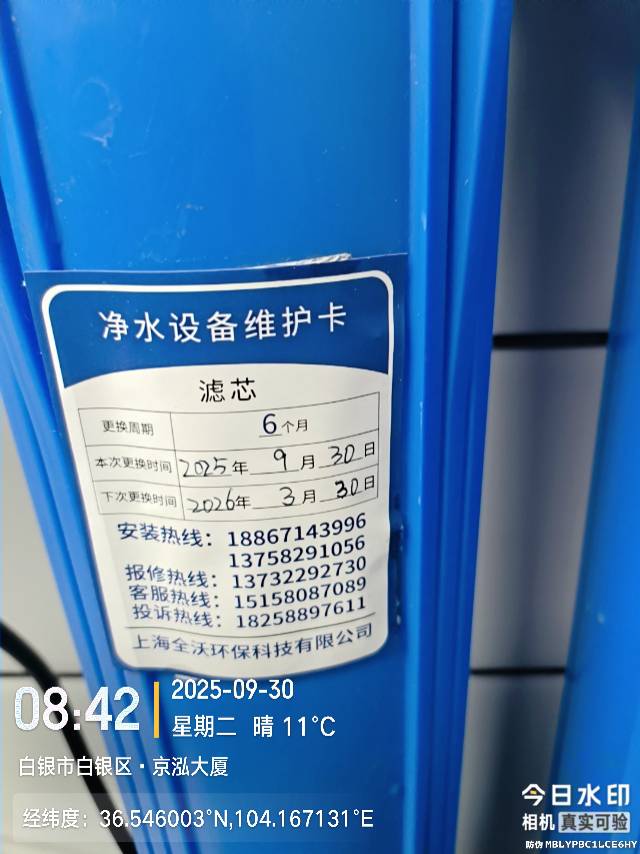 净水设备维护卡
滤芯
更换周期 6个月
本次更换时间 2025年 9月 30日
下次更换时间 2026年 3月 30日
安装热线：18867143996
13758291056
报修热线：13732292730
客服热线：15158087089
投诉热线：18258897611
上海全沃环保科技有限公司
08:42
2025-09-30
星期二 晴 11°C
白银市白银区·京泓大厦
经纬度：36.546003°N,104.167131°E
今日水印
相机 真实可验
防伪 MBLYPBC1LCE6HY